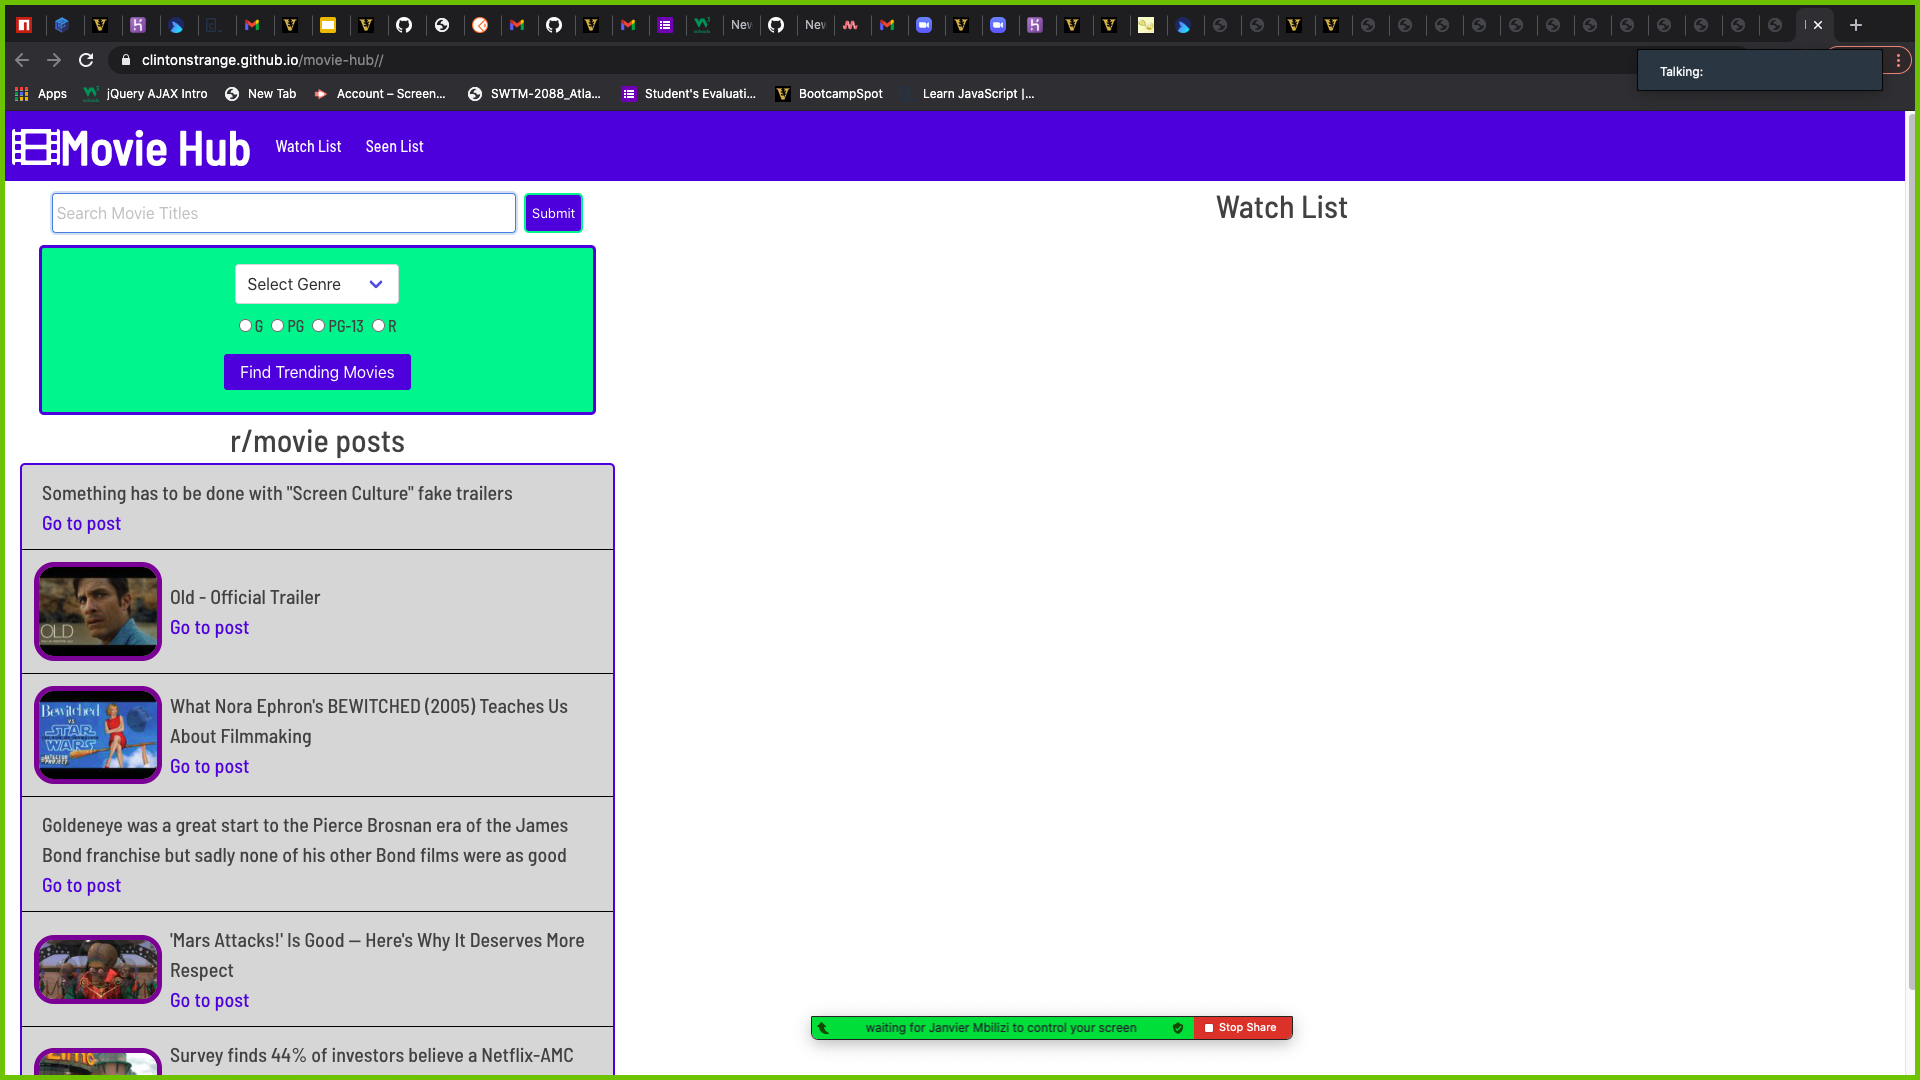 New
New
clintonstrange.github.io/movie-hub//
Talking:
Apps
jQuery AJAX Intro
New Tab
Account – Screen...
SWTM-2088_Atla...
Student's Evaluati...
BootcampSpot
Learn JavaScript |...
Movie Hub
Watch List
Seen List
Search Movie Titles
Submit
Watch List
Select Genre
G PG PG-13 R
Find Trending Movies
r/movie posts
Something has to be done with "Screen Culture" fake trailers
Go to post
OLD
Old - Official Trailer
Go to post
Bewitched
VS
STAR
WARS
What Nora Ephron's BEWITCHED (2005) Teaches Us
About Filmmaking
Go to post
Goldeneye was a great start to the Pierce Brosnan era of the James
Bond franchise but sadly none of his other Bond films were as good
Go to post
'Mars Attacks!' Is Good — Here's Why It Deserves More
Respect
Go to post
waiting for Janvier Mbilizi to control your screen
Stop Share
Survey finds 44% of investors believe a Netflix-AMC